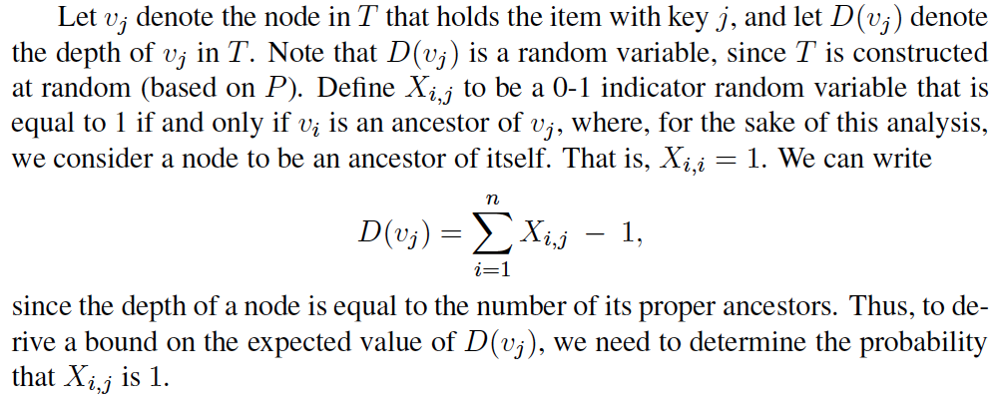 Let v_j denote the node in T that holds the item with key j, and let D(v_j) denote
the depth of v_j in T. Note that D(v_j) is a random variable, since T is constructed
at random (based on P). Define X_{i,j} to be a 0-1 indicator random variable that is
equal to 1 if and only if v_i is an ancestor of v_j, where, for the sake of this analysis,
we consider a node to be an ancestor of itself. That is, X_{i,i} = 1. We can write
D(v_j) = \sum_{i=1}^{n} X_{i,j} − 1,
since the depth of a node is equal to the number of its proper ancestors. Thus, to de-
rive a bound on the expected value of D(v_j), we need to determine the probability
that X_{i,j} is 1.